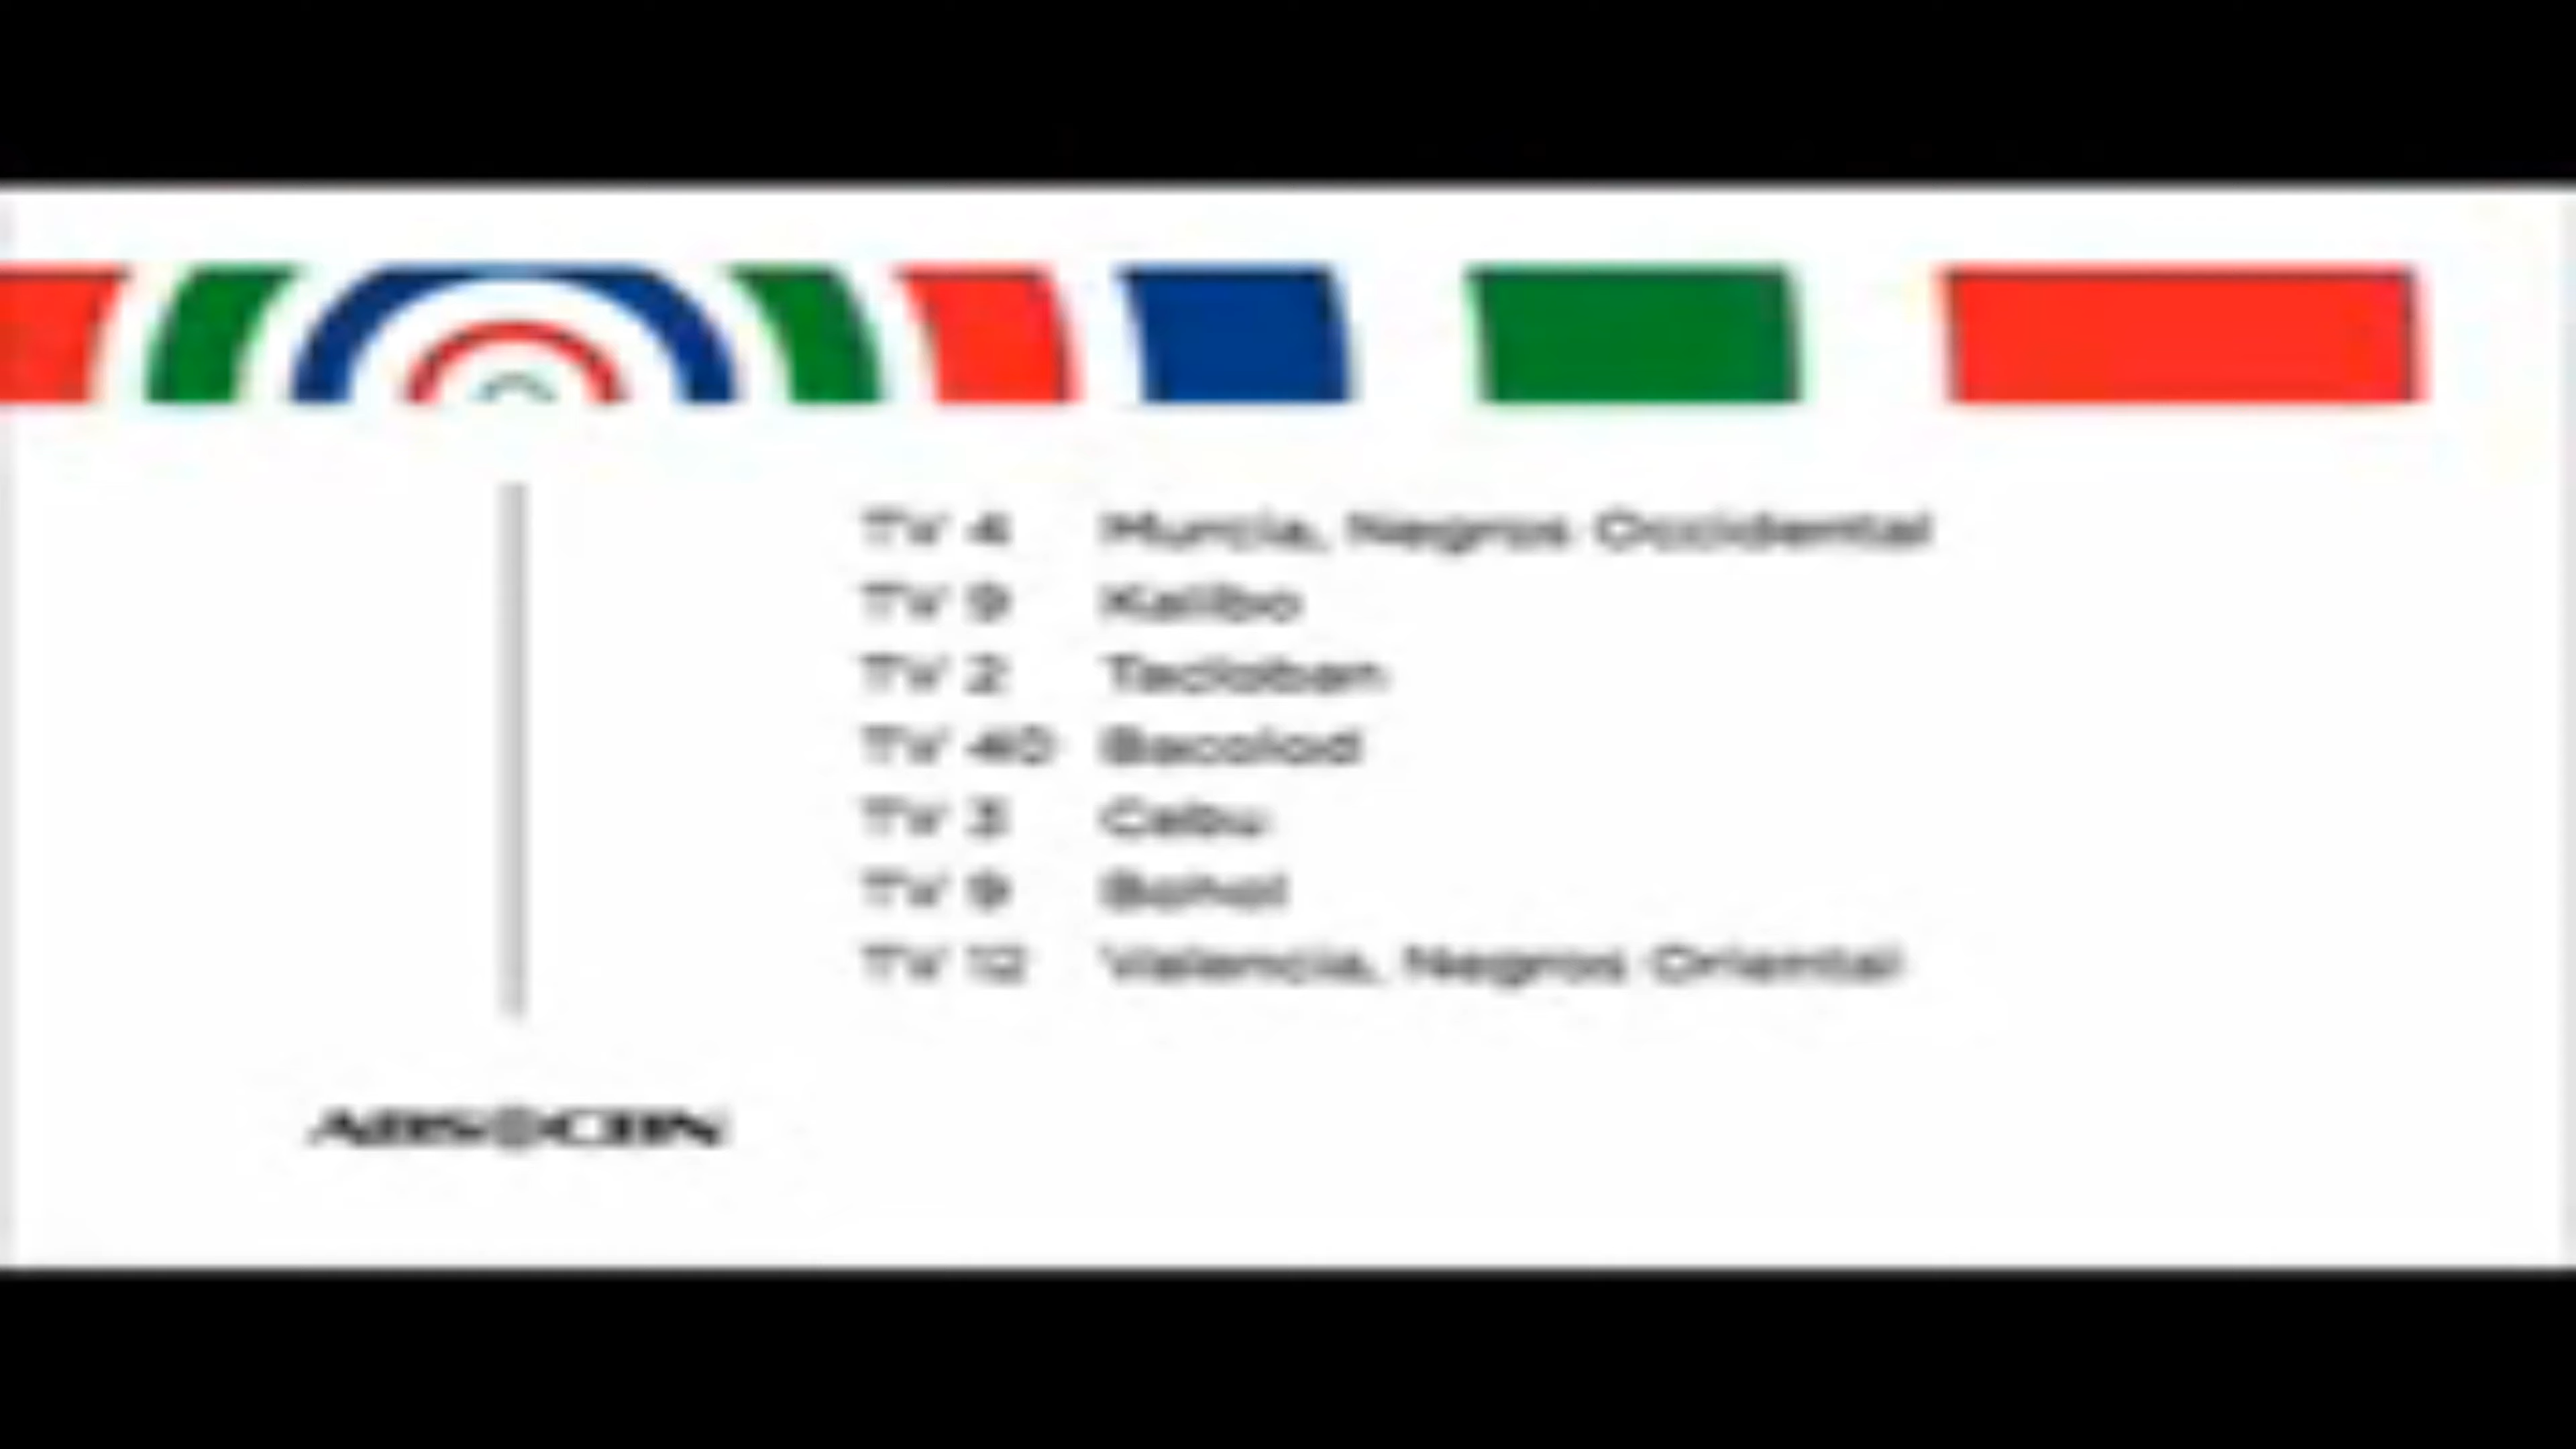 TV 4 Murcia, Negros Occidental
TV 9 Kalibo
TV 2 Tacloban
TV 40 Bacolod
TV 3 Cebu
TV 9 Bohol
TV 12 Valencia, Negros Oriental
ABS CBN